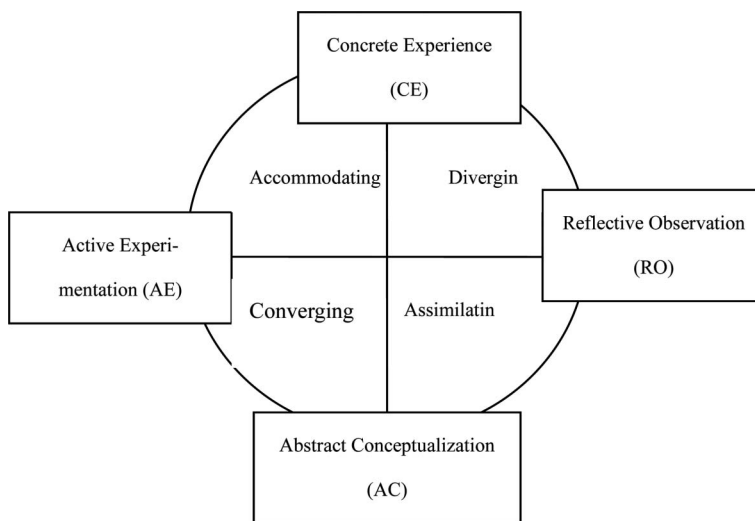 Concrete Experience
(CE)
Accommodating
Divergin
Active Experi-
mentation (AE)
Reflective Observation
(RO)
Converging
Assimilatin
Abstract Conceptualization
(AC)